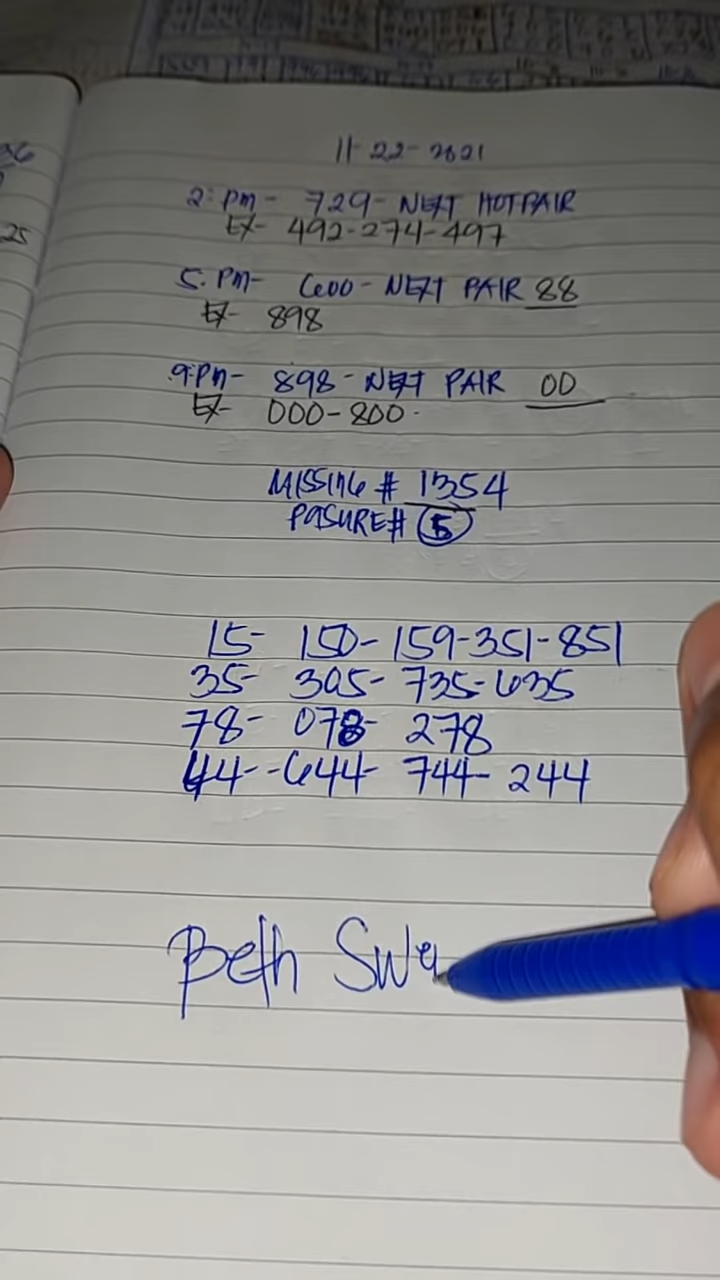 26
25
11-22-2021
2:PM- 729- NEXT HOTPAIR
EX- 492-274-497
5:PM- 600- NEXT PAIR 88
EX- 898
9:PM- 898- NEXT PAIR 00
EX- 000-800
MISSING # 1354
PASURE# 5
15- 150-159-351-851
35- 305-735-635
78- 078- 278
44--644- 744- 244
Beth Swe